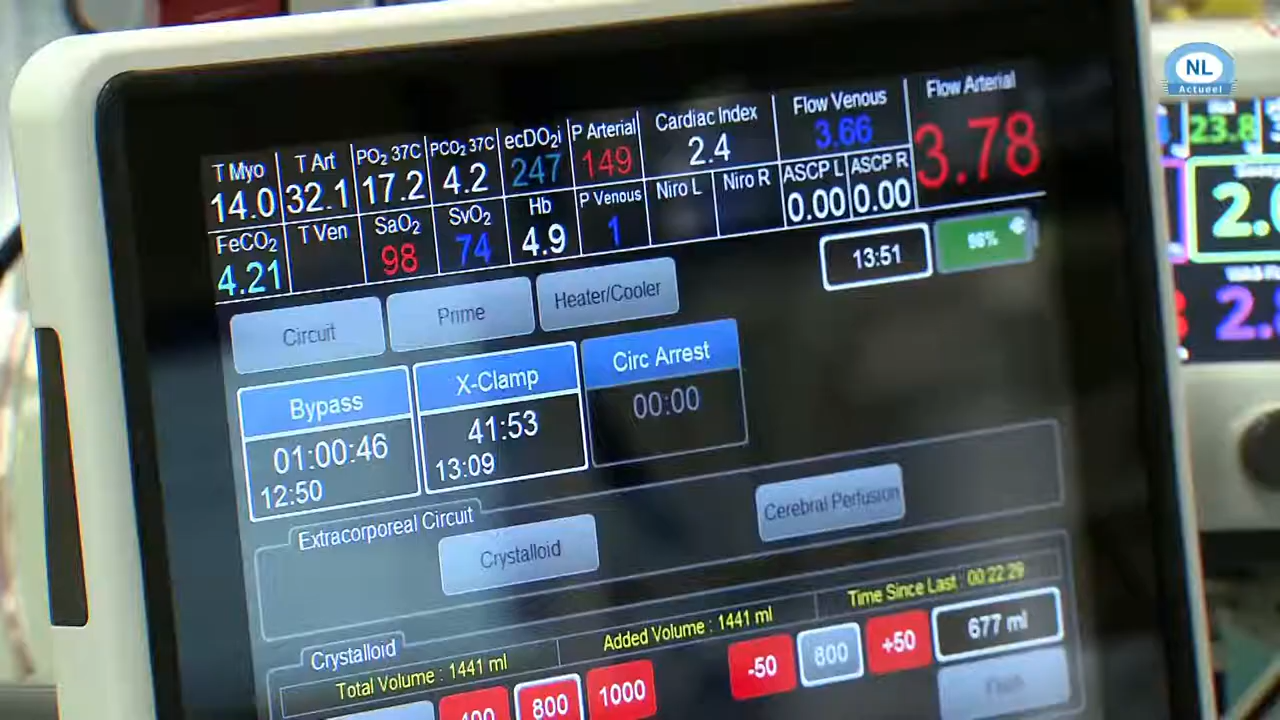 NL
Actueel
T Myo T Art PO₂ 37C PCO₂ 37C ecDO₂i P Arterial Cardiac Index Flow Venous Flow Arterial
14.0 32.1 17.2 4.2 247 149 2.4 3.66 3.78
FeCO₂ T Ven SaO₂ SvO₂ Hb P Venous Niro L Niro R ASCP L ASCP R
4.21 98 74 4.9 1 0.00 0.00
13:51 96%
Circuit Prime Heater/Cooler
Bypass X-Clamp Circ Arrest
01:00:46 41:53 00:00
12:50 13:09
Extracorporeal Circuit
Crystalloid Cerebral Perfusion
Crystalloid
Total Volume : 1441 ml Added Volume : 1441 ml Time Since Last : 00:22:29
400 800 1000 -50 800 +50 677 ml
23.8
2.
2.